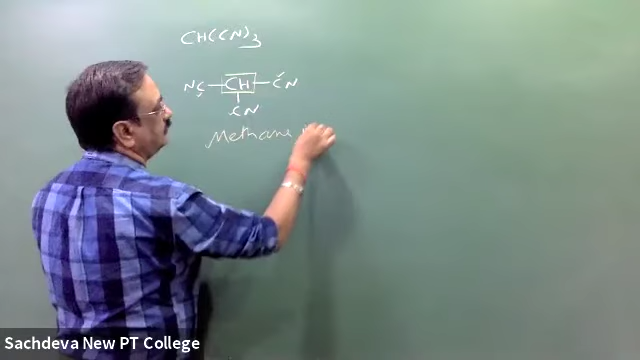 CH(CN)3
NC—CH—CN
CN
Methane
Sachdeva New PT College